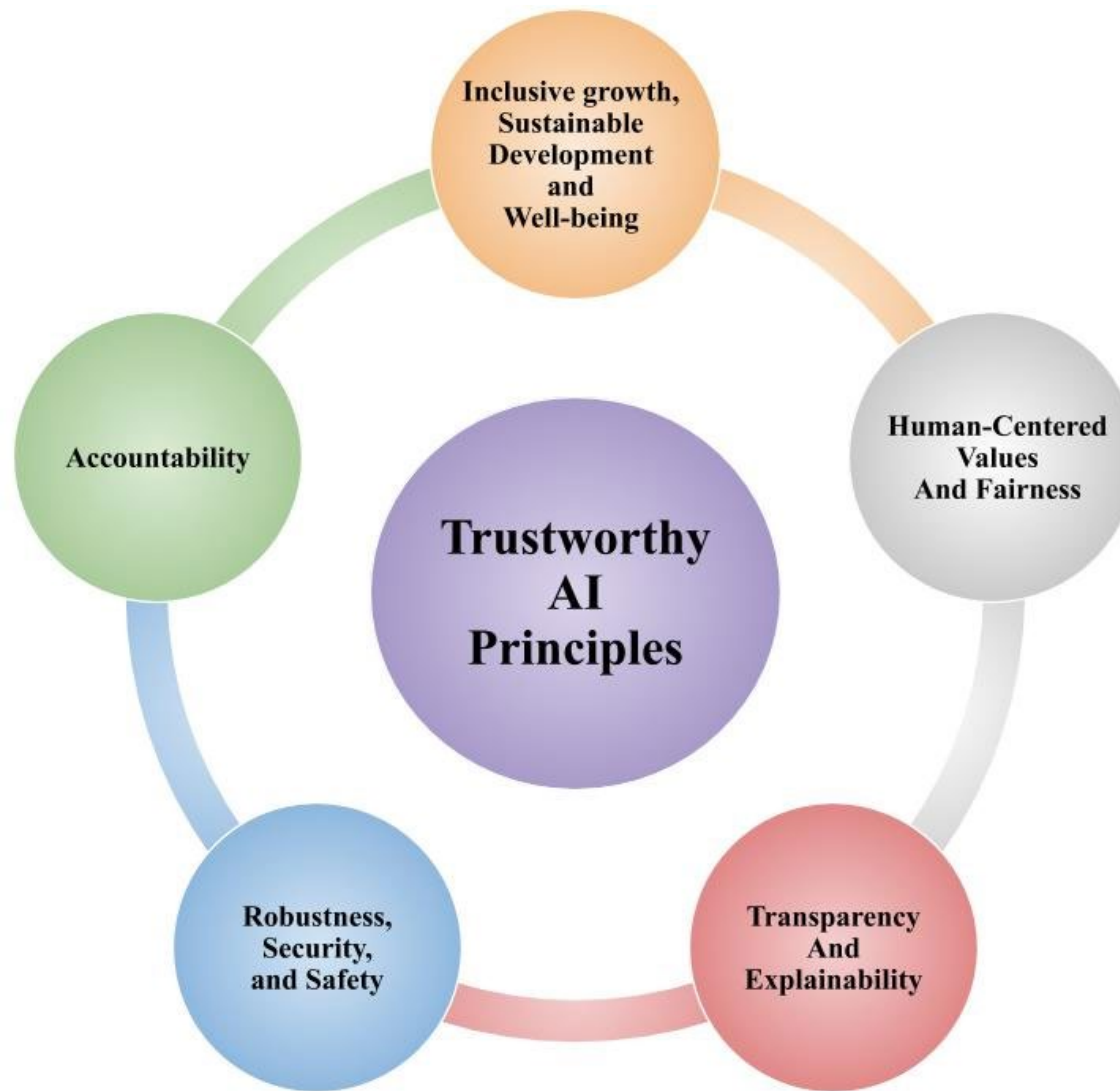 Inclusive growth,
Sustainable
Development
and
Well-being
Human-Centered
Values
And Fairness
Accountability
Trustworthy
AI
Principles
Robustness,
Security,
and Safety
Transparency
And
Explainability